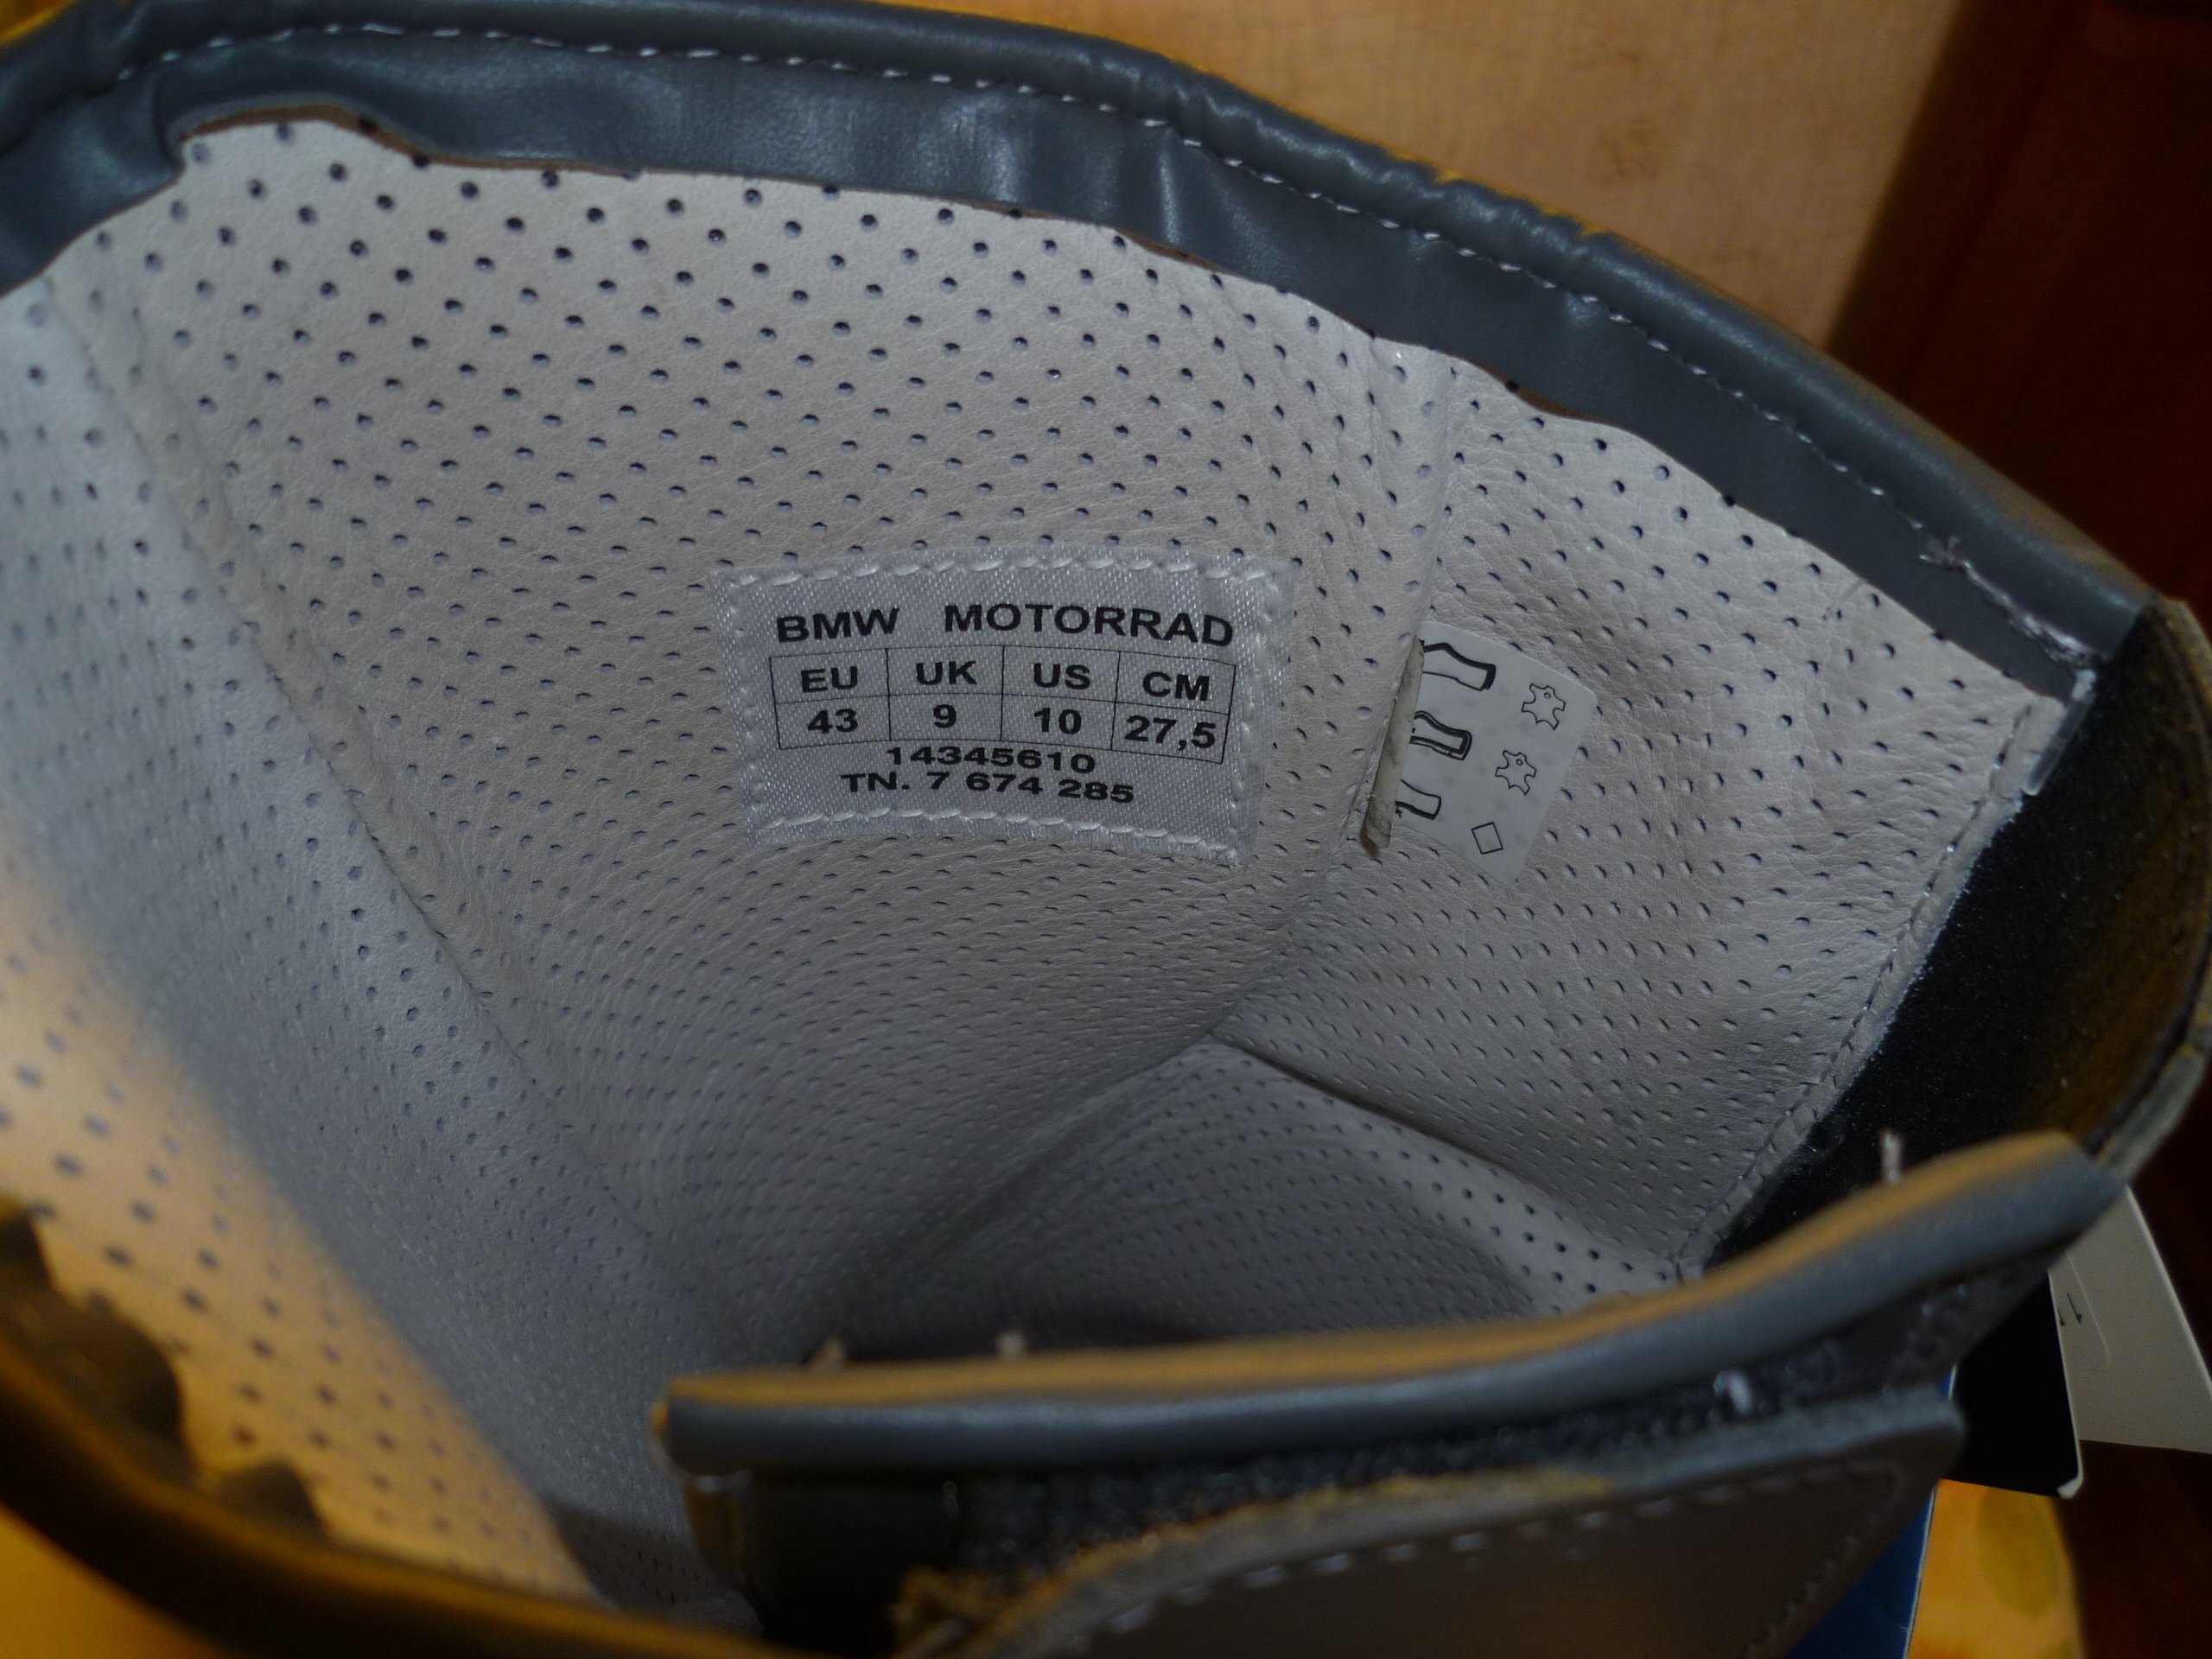 BMW MOTORRAD
EU UK US CM
43 9 10 27,5
14345610
TN. 7 674 285